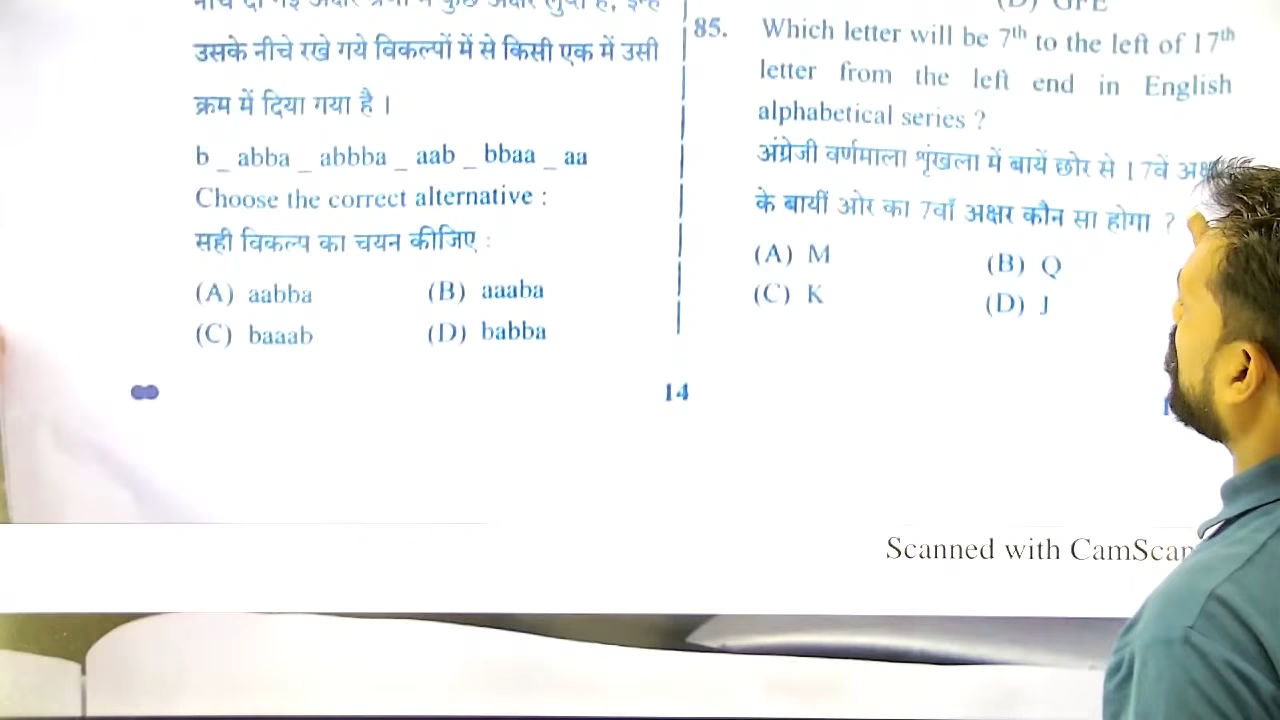 उसके नीचे रखे गये विकल्पों में से किसी एक में उसी
क्रम में दिया गया है ।
b _ abba _ abbba _ aab _ bbaa _ aa
Choose the correct alternative :
सही विकल्प का चयन कीजिए :
(A) aabba (B) aaaba
(C) baaab (D) babba
85. Which letter will be 7th to the left of 17th
letter from the left end in English
alphabetical series ?
अंग्रेजी वर्णमाला शृंखला में बायें छोर से 17वें
के बायीं ओर का 7वाँ अक्षर कौन सा होगा ?
(A) M (B) Q
(C) K (D) J
14
Scanned with